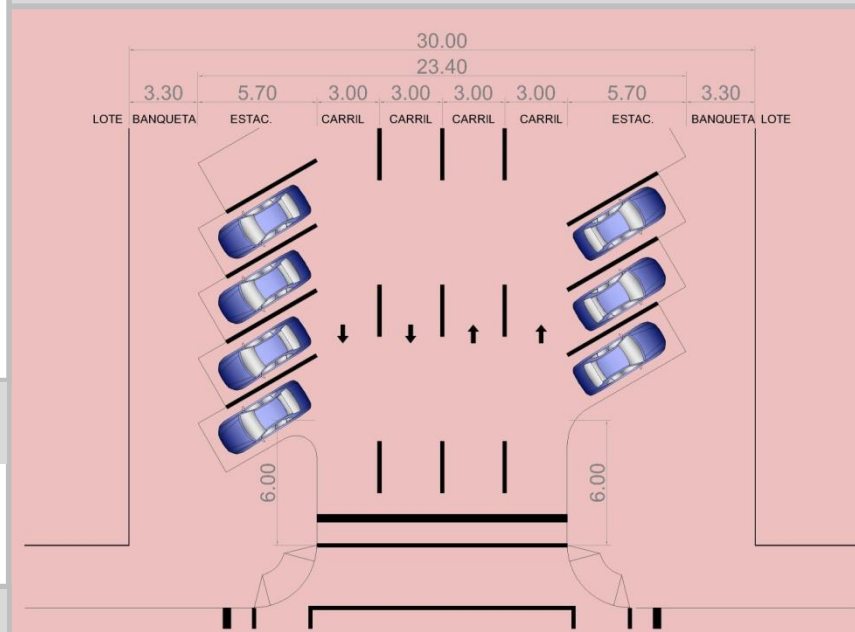 30.00
23.40
3.30 5.70 3.00 3.00 3.00 3.00 5.70 3.30
LOTE BANQUETA ESTAC. CARRIL CARRIL CARRIL CARRIL ESTAC. BANQUETA LOTE
6.00 6.00